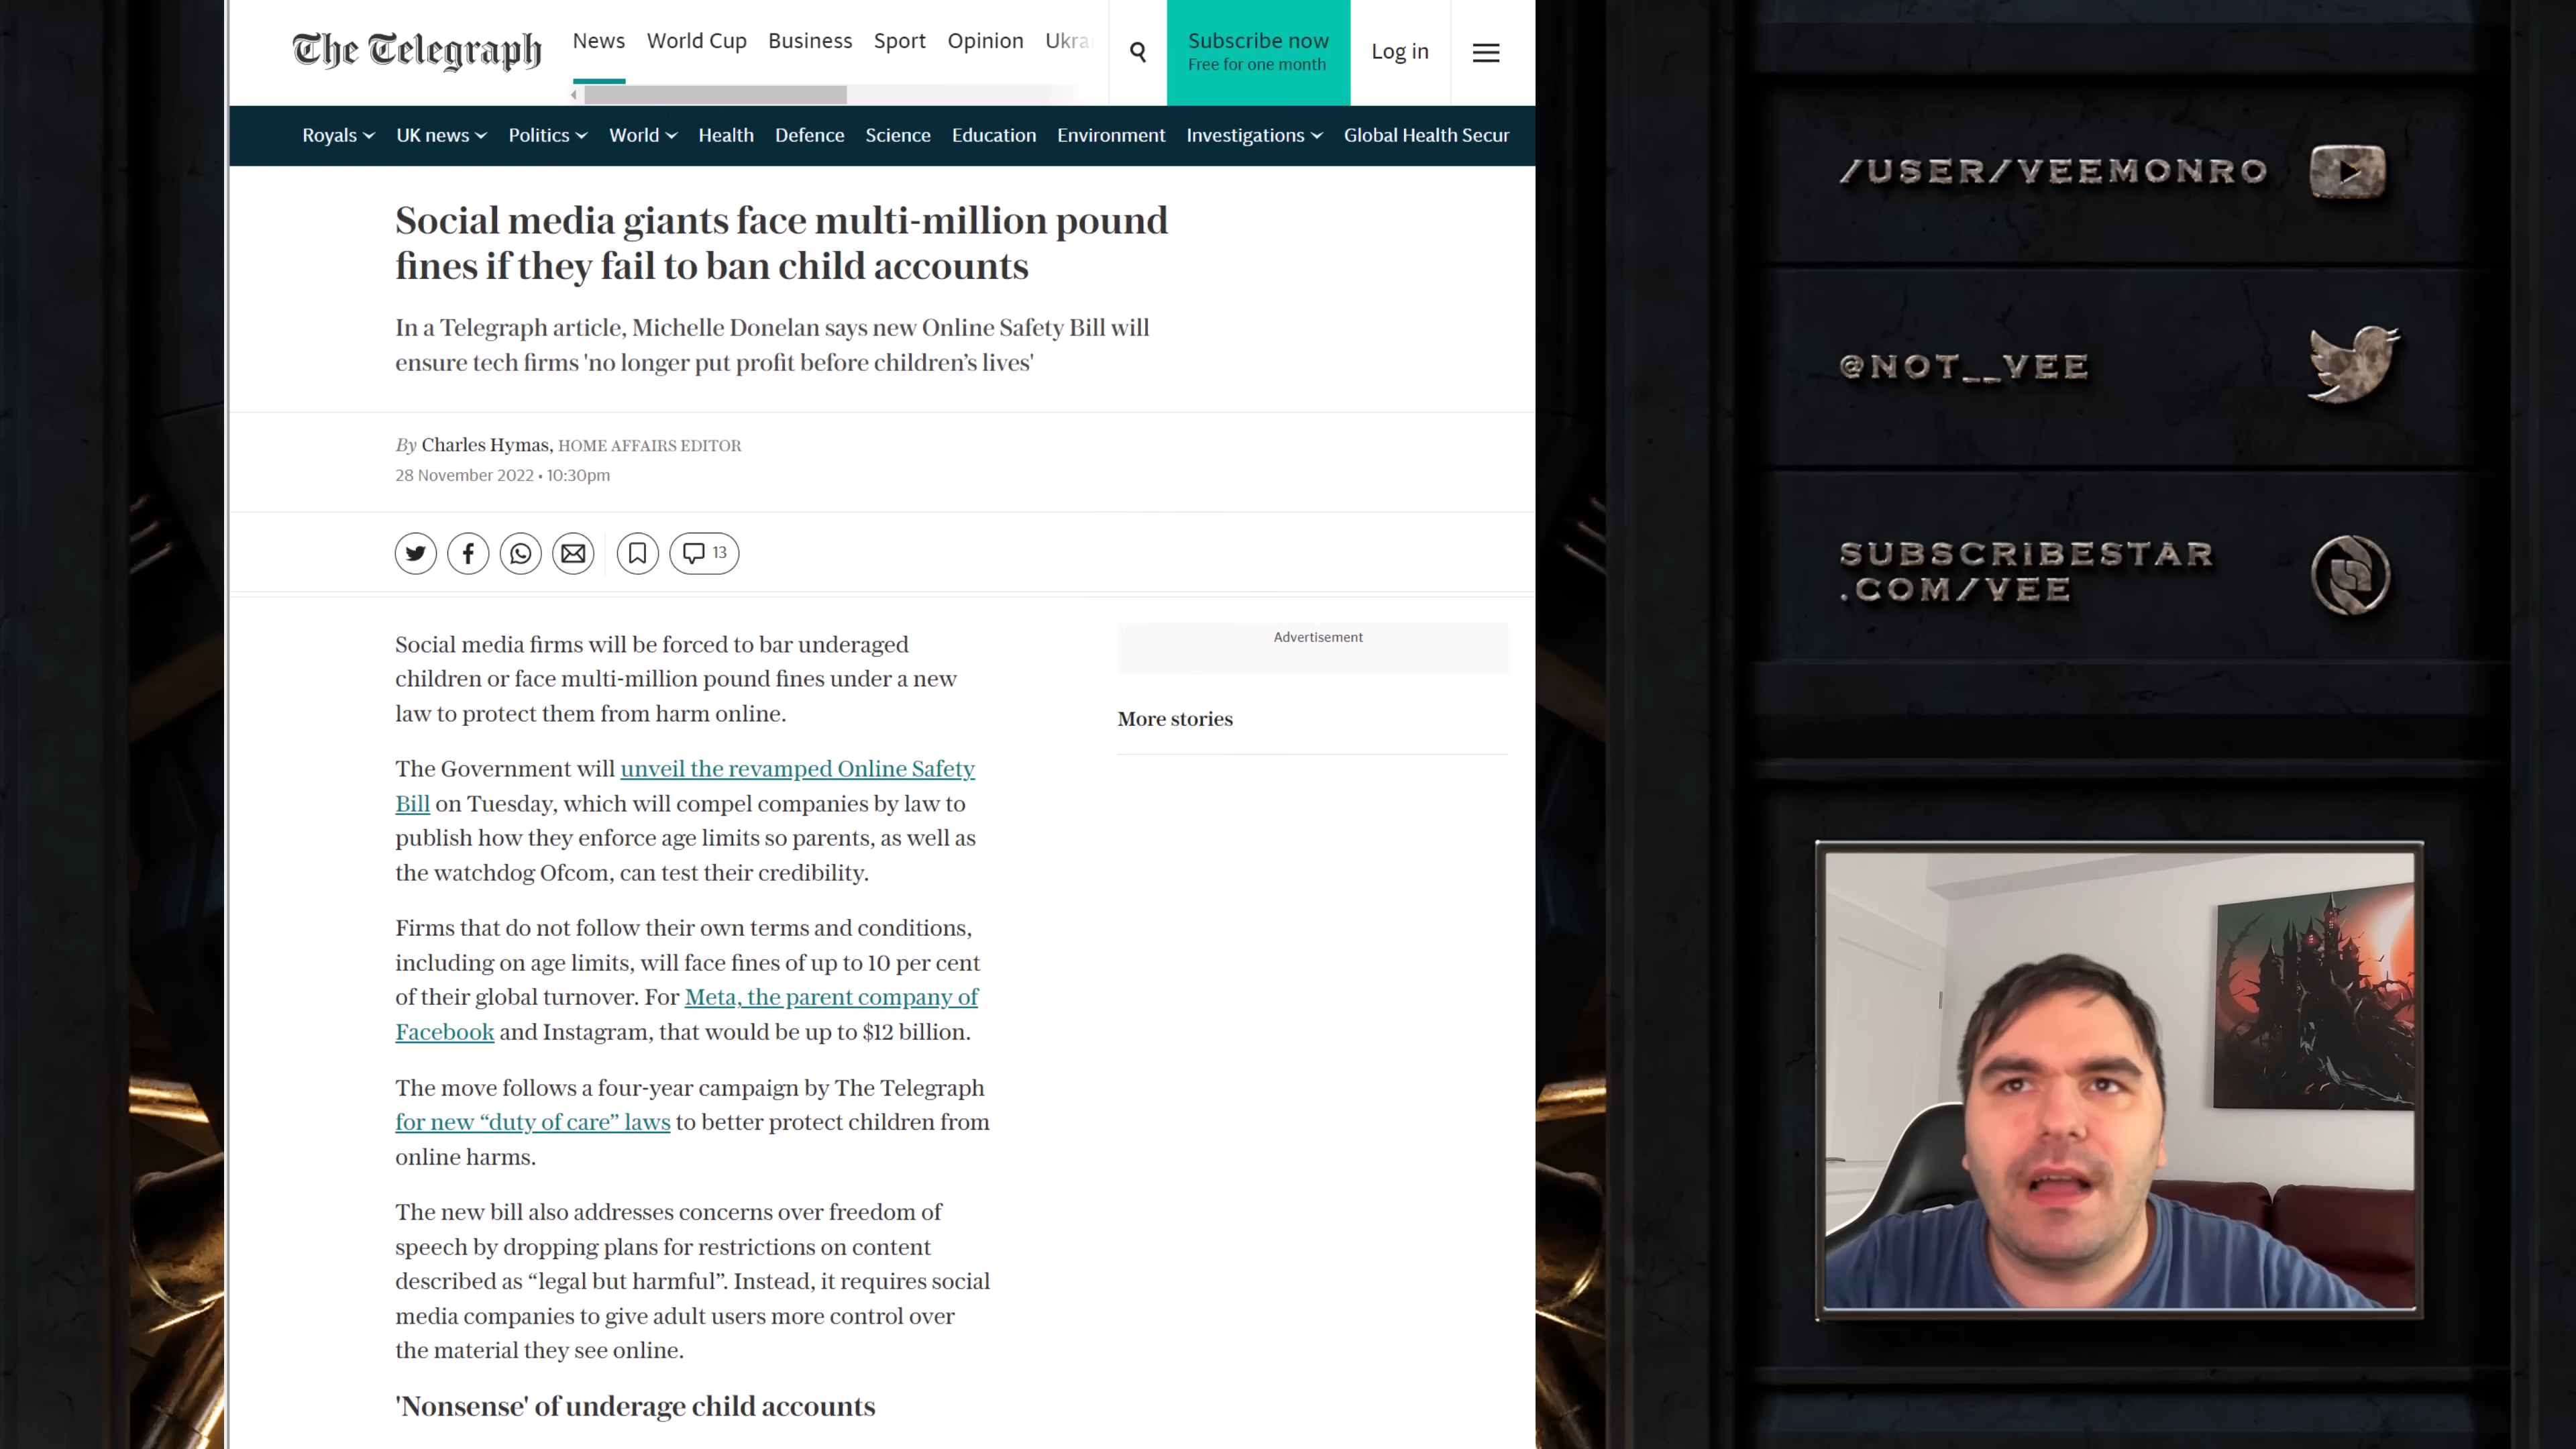 The Telegraph
News World Cup Business Sport Opinion Ukra
Subscribe now
Free for one month
Log in
Royals UK news Politics World Health Defence Science Education Environment Investigations Global Health Secur
Social media giants face multi-million pound
fines if they fail to ban child accounts
In a Telegraph article, Michelle Donelan says new Online Safety Bill will
ensure tech firms 'no longer put profit before children's lives'
By Charles Hymas, HOME AFFAIRS EDITOR
28 November 2022 • 10:30pm
13
Social media firms will be forced to bar underaged
children or face multi-million pound fines under a new
law to protect them from harm online.
The Government will unveil the revamped Online Safety
Bill on Tuesday, which will compel companies by law to
publish how they enforce age limits so parents, as well as
the watchdog Ofcom, can test their credibility.
Firms that do not follow their own terms and conditions,
including on age limits, will face fines of up to 10 per cent
of their global turnover. For Meta, the parent company of
Facebook and Instagram, that would be up to $12 billion.
The move follows a four-year campaign by The Telegraph
for new “duty of care” laws to better protect children from
online harms.
The new bill also addresses concerns over freedom of
speech by dropping plans for restrictions on content
described as “legal but harmful”. Instead, it requires social
media companies to give adult users more control over
the material they see online.
'Nonsense' of underage child accounts
Advertisement
More stories
/USER/VEEMONRO
@NOT__VEE
SUBSCRIBESTAR
.COM/VEE